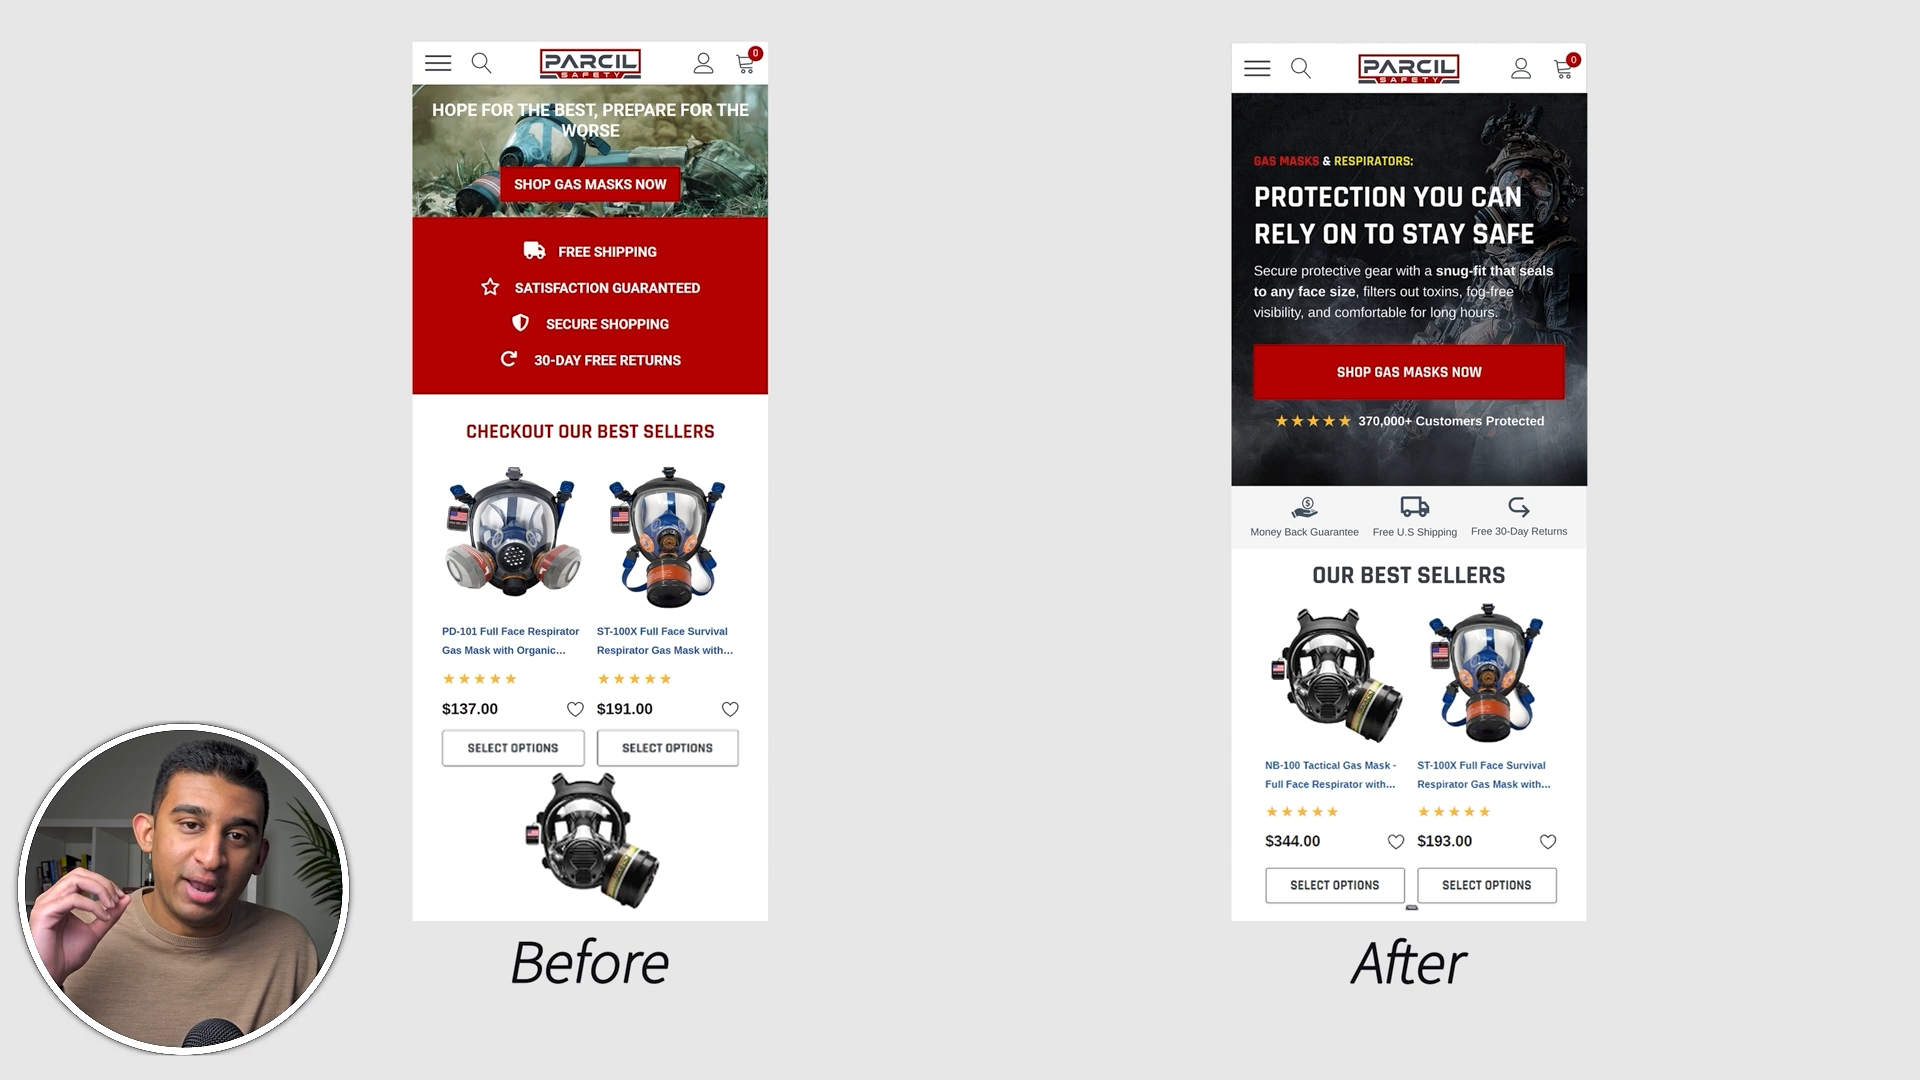 PARCIL
SAFETY
0
HOPE FOR THE BEST, PREPARE FOR THE
WORSE
SHOP GAS MASKS NOW
FREE SHIPPING
SATISFACTION GUARANTEED
SECURE SHOPPING
30-DAY FREE RETURNS
CHECKOUT OUR BEST SELLERS
PD-101 Full Face Respirator
Gas Mask with Organic...
$137.00
SELECT OPTIONS
ST-100X Full Face Survival
Respirator Gas Mask with...
$191.00
SELECT OPTIONS
Before
PARCIL
SAFETY
0
GAS MASKS & RESPIRATORS:
PROTECTION YOU CAN
RELY ON TO STAY SAFE
Secure protective gear with a snug-fit that seals
to any face size, filters out toxins, fog-free
visibility, and comfortable for long hours.
SHOP GAS MASKS NOW
370,000+ Customers Protected
Money Back Guarantee
Free U.S Shipping
Free 30-Day Returns
OUR BEST SELLERS
NB-100 Tactical Gas Mask -
Full Face Respirator with...
$344.00
SELECT OPTIONS
ST-100X Full Face Survival
Respirator Gas Mask with...
$193.00
SELECT OPTIONS
After